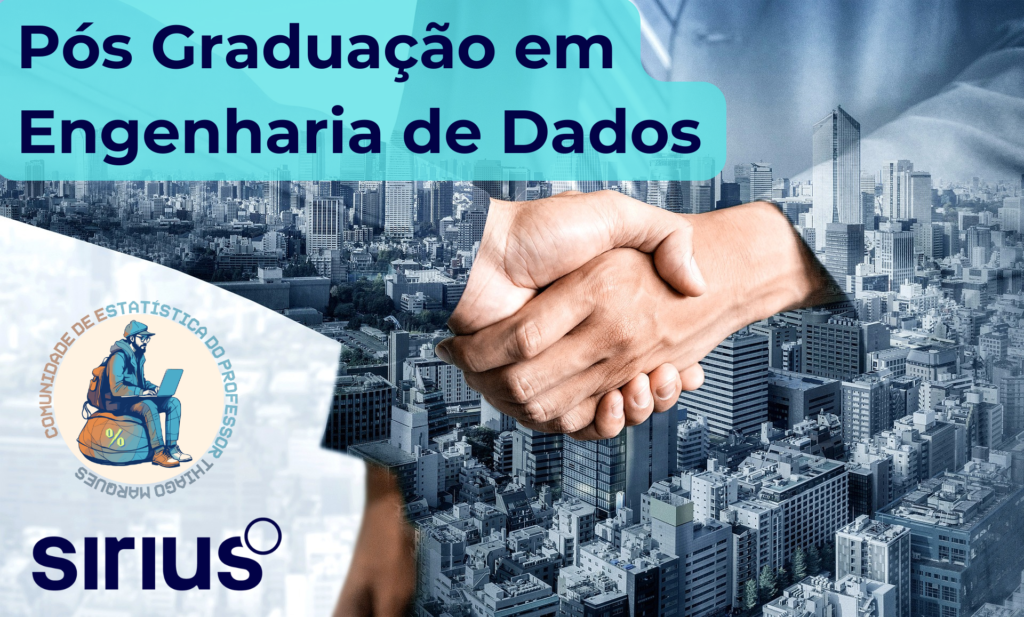 Pós Graduação em
Engenharia de Dados
COMUNIDADE DE ESTATÍSTICA DO PROFESSOR THIAGO MARQUES
%
sirius